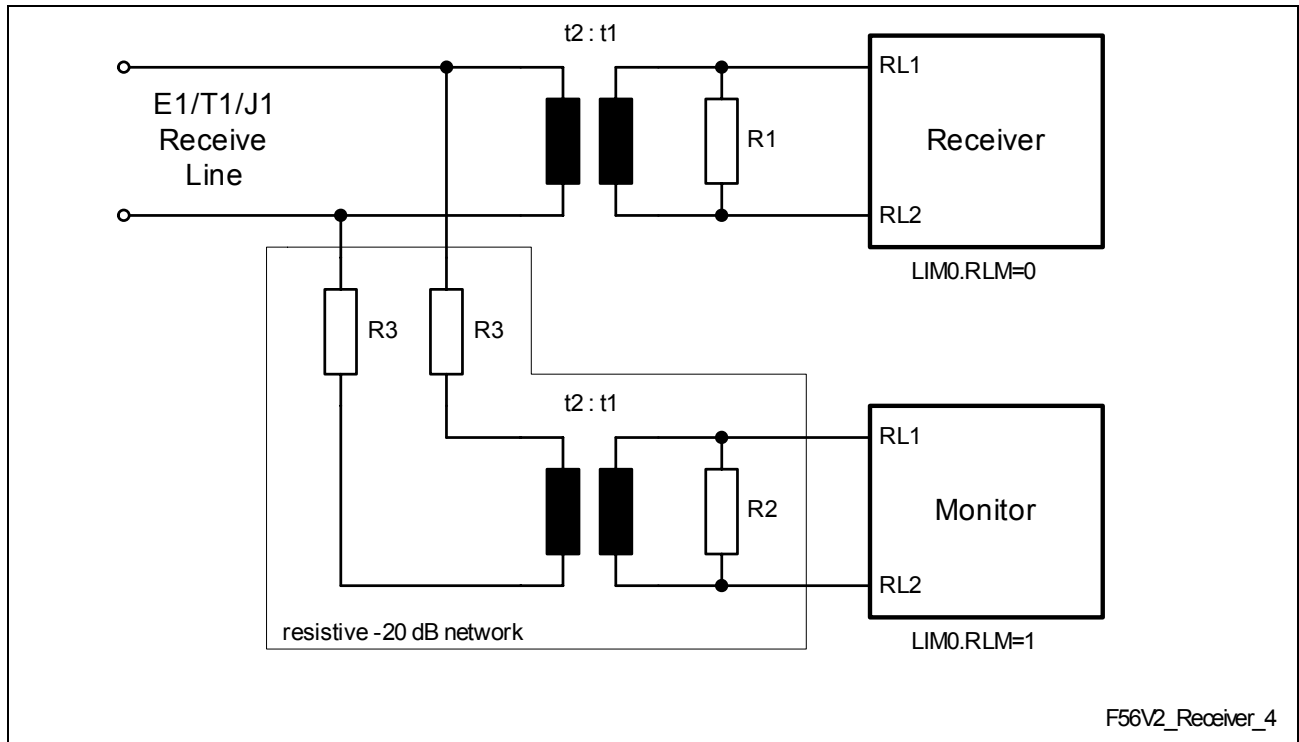 t2 : t1
E1/T1/J1
Receive
Line
R1
RL1
Receiver
RL2
LIM0.RLM=0
R3
R3
t2 : t1
R2
RL1
Monitor
RL2
LIM0.RLM=1
resistive -20 dB network
F56V2_Receiver_4